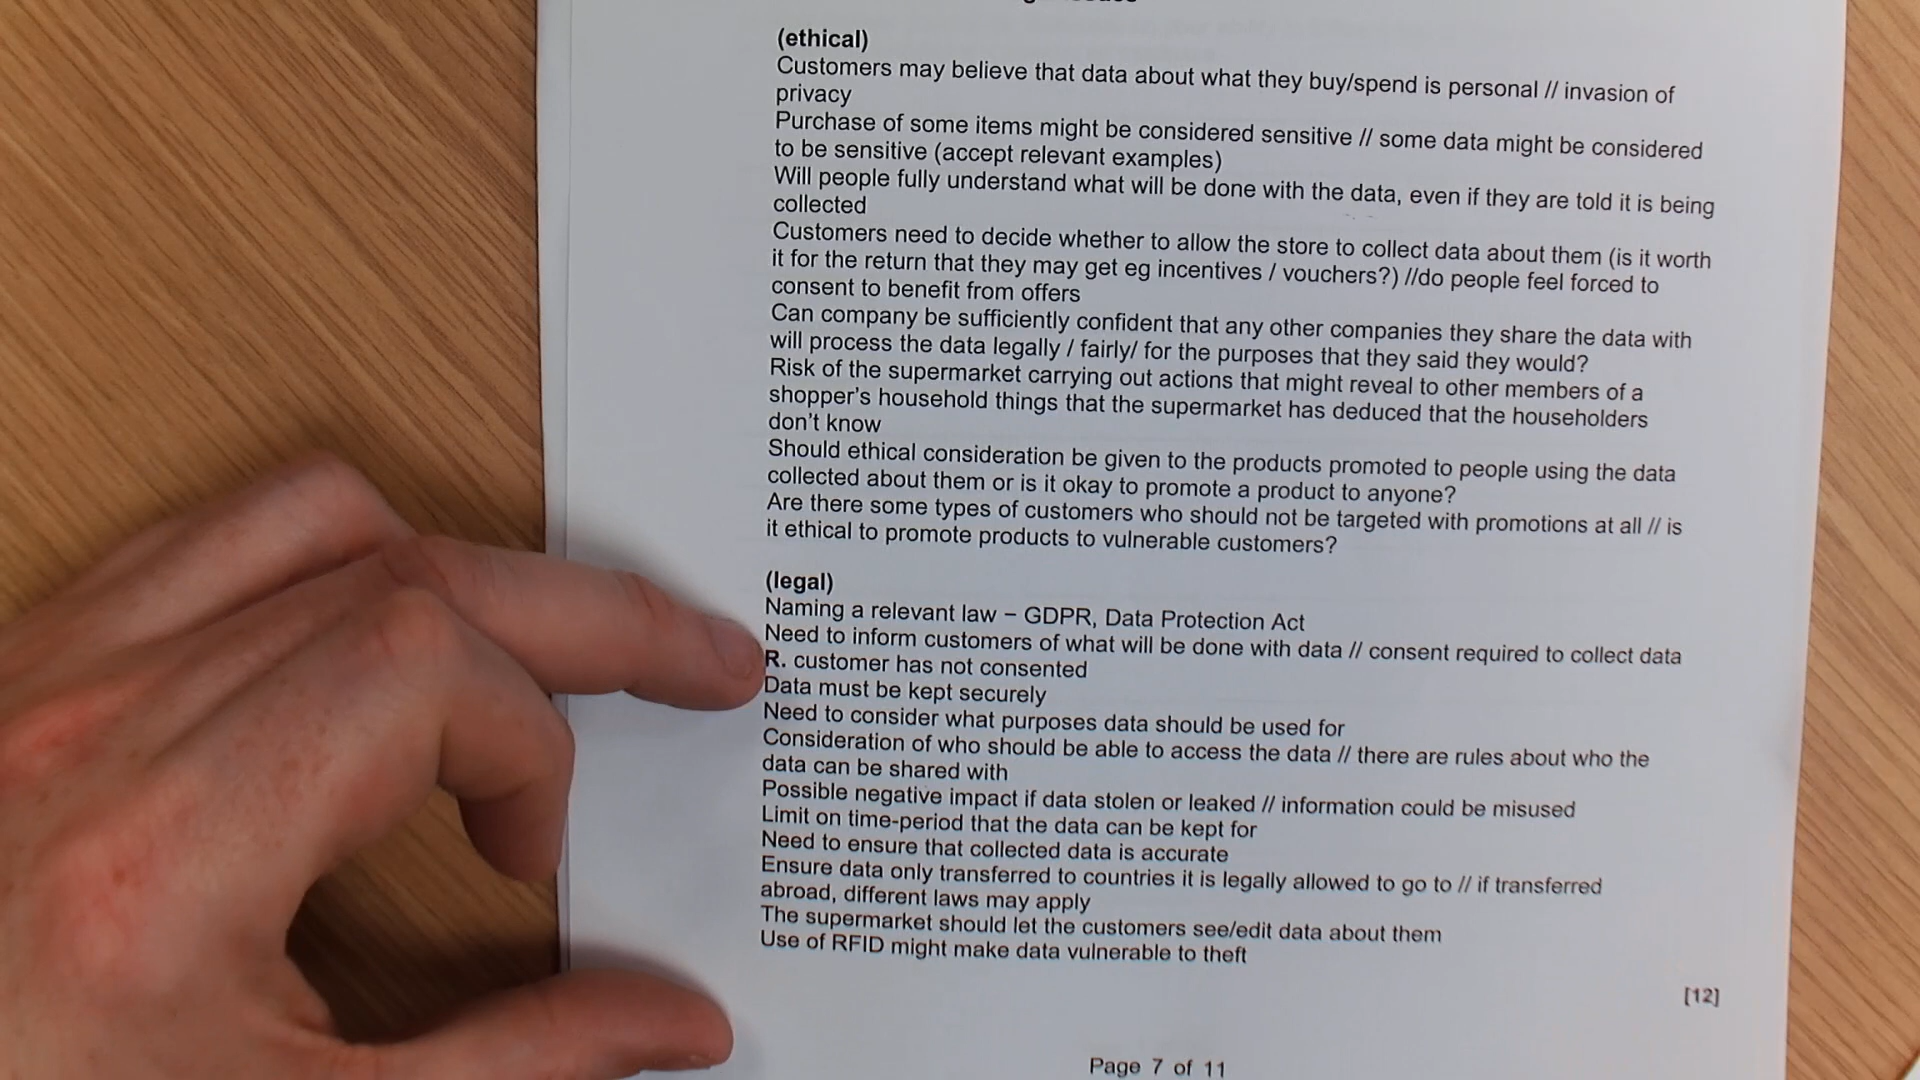 (ethical)
Customers may believe that data about what they buy/spend is personal // invasion of
privacy
Purchase of some items might be considered sensitive // some data might be considered
to be sensitive (accept relevant examples)
Will people fully understand what will be done with the data, even if they are told it is being
collected
Customers need to decide whether to allow the store to collect data about them (is it worth
it for the return that they may get eg incentives / vouchers?) //do people feel forced to
consent to benefit from offers
Can company be sufficiently confident that any other companies they share the data with
will process the data legally / fairly/ for the purposes that they said they would?
Risk of the supermarket carrying out actions that might reveal to other members of a
shopper's household things that the supermarket has deduced that the householders
don't know
Should ethical consideration be given to the products promoted to people using the data
collected about them or is it okay to promote a product to anyone?
Are there some types of customers who should not be targeted with promotions at all // is
it ethical to promote products to vulnerable customers?
(legal)
Naming a relevant law – GDPR, Data Protection Act
Need to inform customers of what will be done with data // consent required to collect data
R. customer has not consented
Data must be kept securely
Need to consider what purposes data should be used for
Consideration of who should be able to access the data // there are rules about who the
data can be shared with
Possible negative impact if data stolen or leaked // information could be misused
Limit on time-period that the data can be kept for
Need to ensure that collected data is accurate
Ensure data only transferred to countries it is legally allowed to go to // if transferred
abroad, different laws may apply
The supermarket should let the customers see/edit data about them
Use of RFID might make data vulnerable to theft
[12]
Page 7 of 11